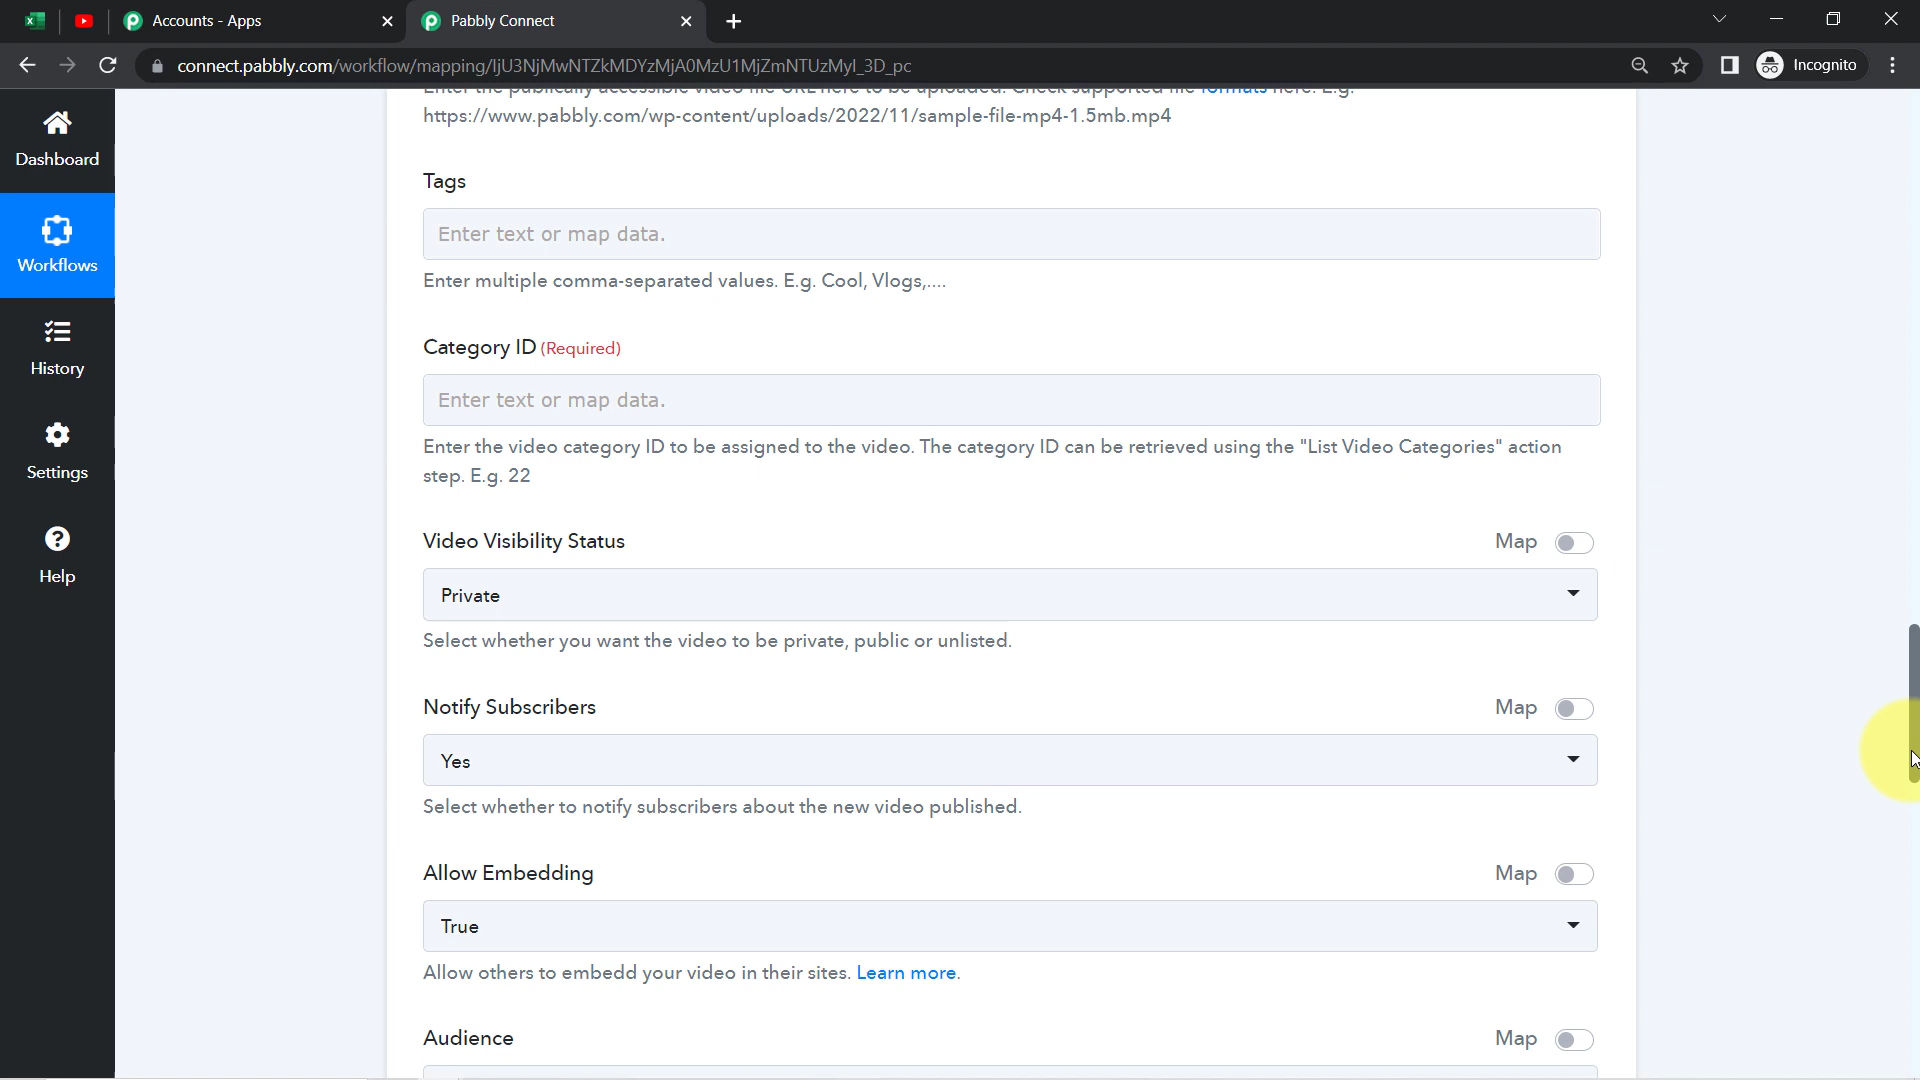 Accounts - Apps
Pabbly Connect
connect.pabbly.com/workflow/mapping/
Incognito
Dashboard
Workflows
History
Settings
Help
Enter the publically accessible video file URL here to be uploaded. Check supported file formats here. E.g.
https://www.pabbly.com/wp-content/uploads/2022/11/sample-file-mp4-1.5mb.mp4
Tags
Enter text or map data.
Enter multiple comma-separated values. E.g. Cool, Vlogs,....
Category ID (Required)
Enter text or map data.
Enter the video category ID to be assigned to the video. The category ID can be retrieved using the "List Video Categories" action
step. E.g. 22
Video Visibility Status
Map
Private
Select whether you want the video to be private, public or unlisted.
Notify Subscribers
Map
Yes
Select whether to notify subscribers about the new video published.
Allow Embedding
Map
True
Allow others to embedd your video in their sites. Learn more.
Audience
Map